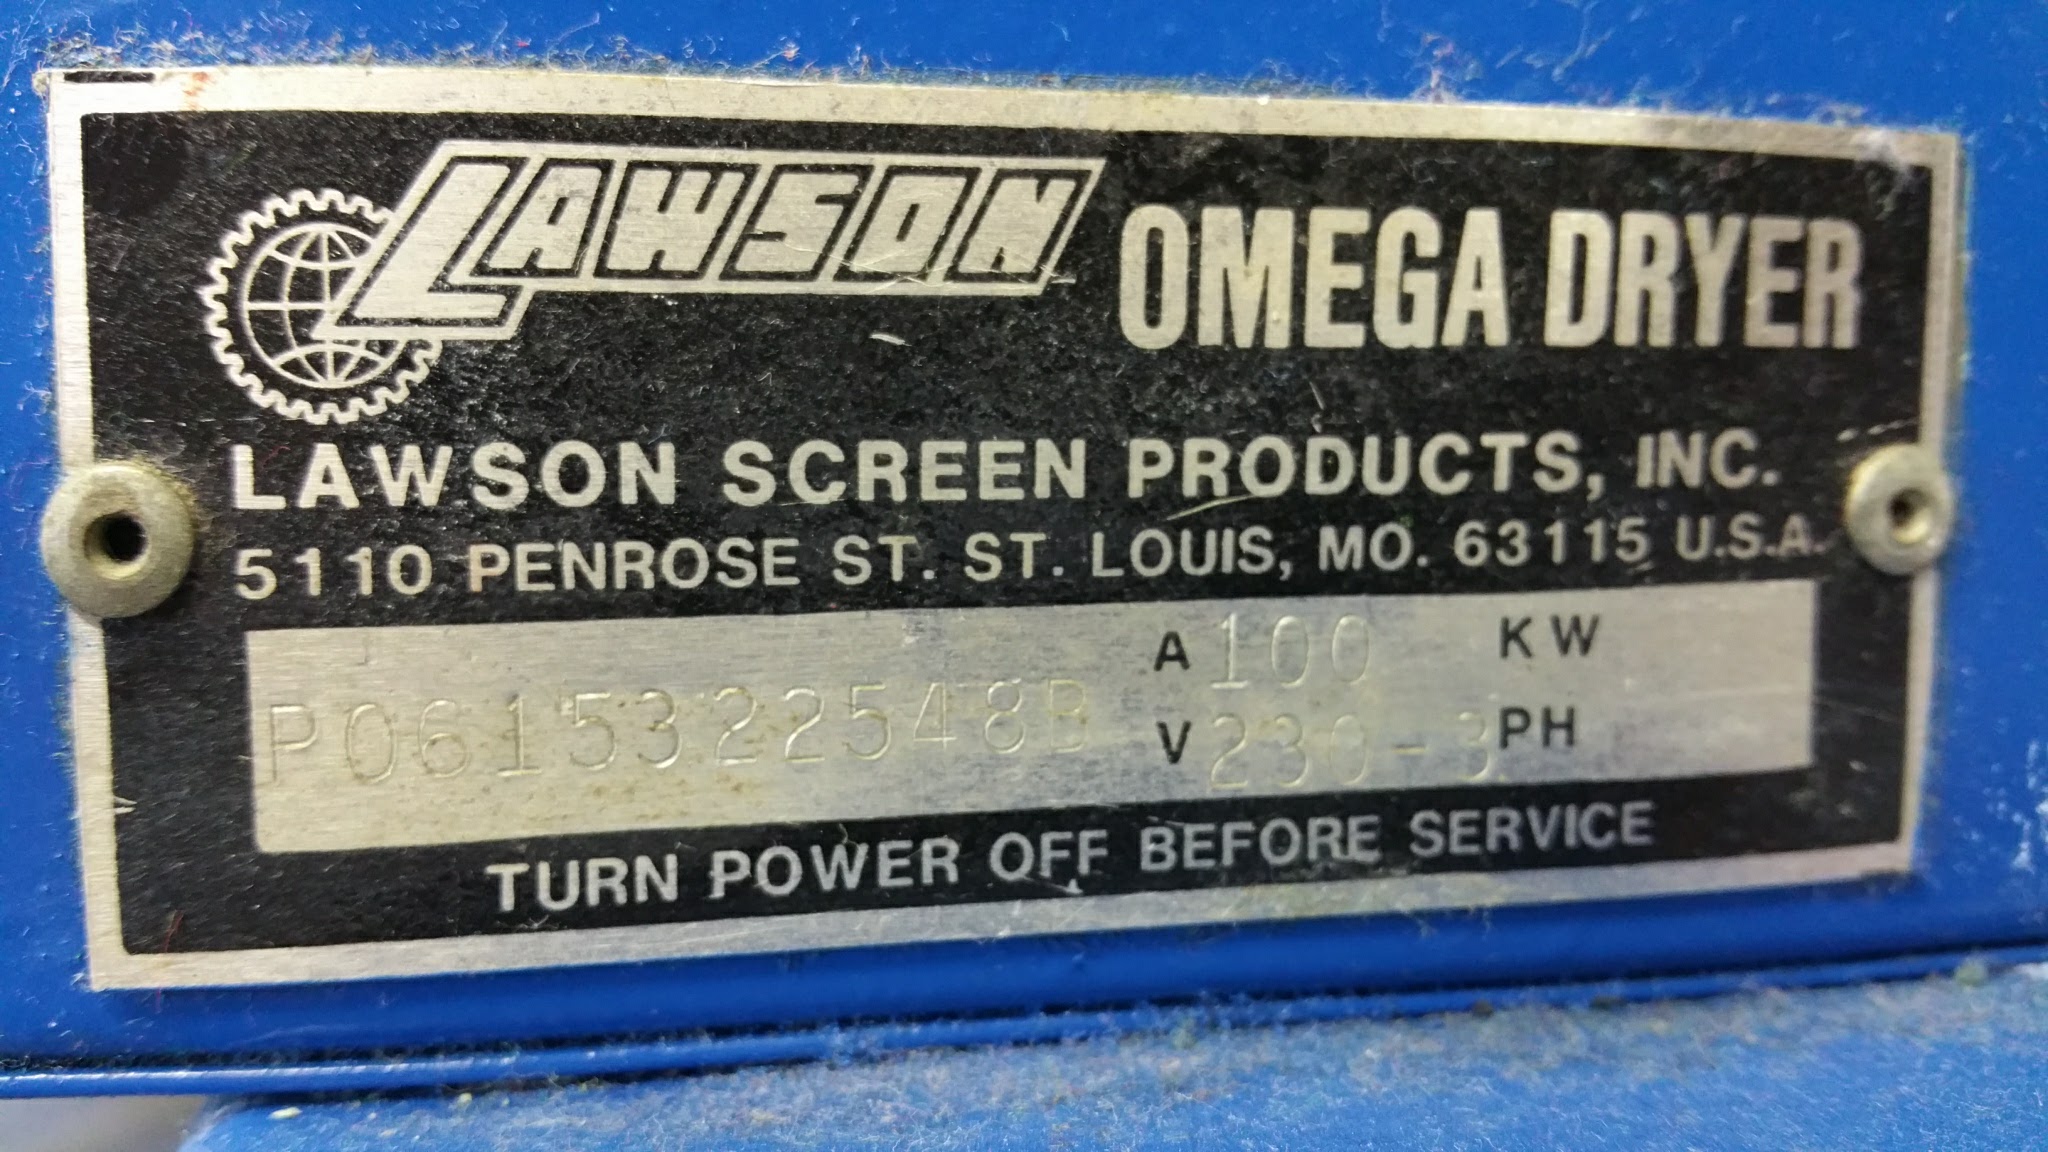 LAWSON OMEGA DRYER
LAWSON SCREEN PRODUCTS, INC.
5110 PENROSE ST. ST. LOUIS, MO. 63115 U.S.A.
P0615322548B
A 100 KW
V 230-3 PH
TURN POWER OFF BEFORE SERVICE